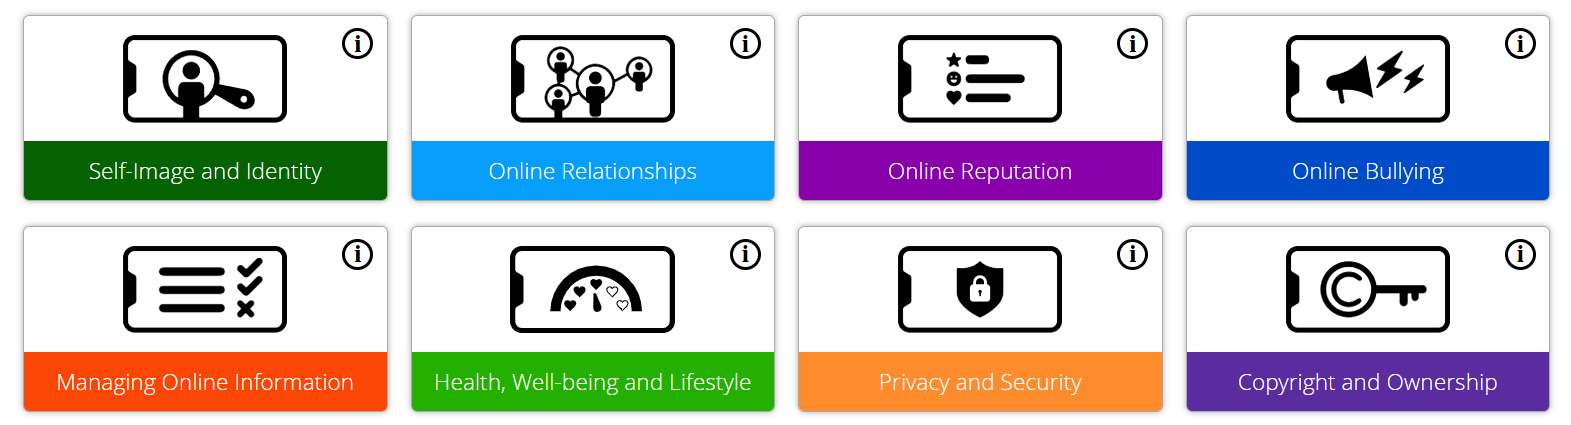 i
i
i
i
Self-Image and Identity
Online Relationships
Online Reputation
Online Bullying
i
i
i
i
Managing Online Information
Health, Well-being and Lifestyle
Privacy and Security
Copyright and Ownership